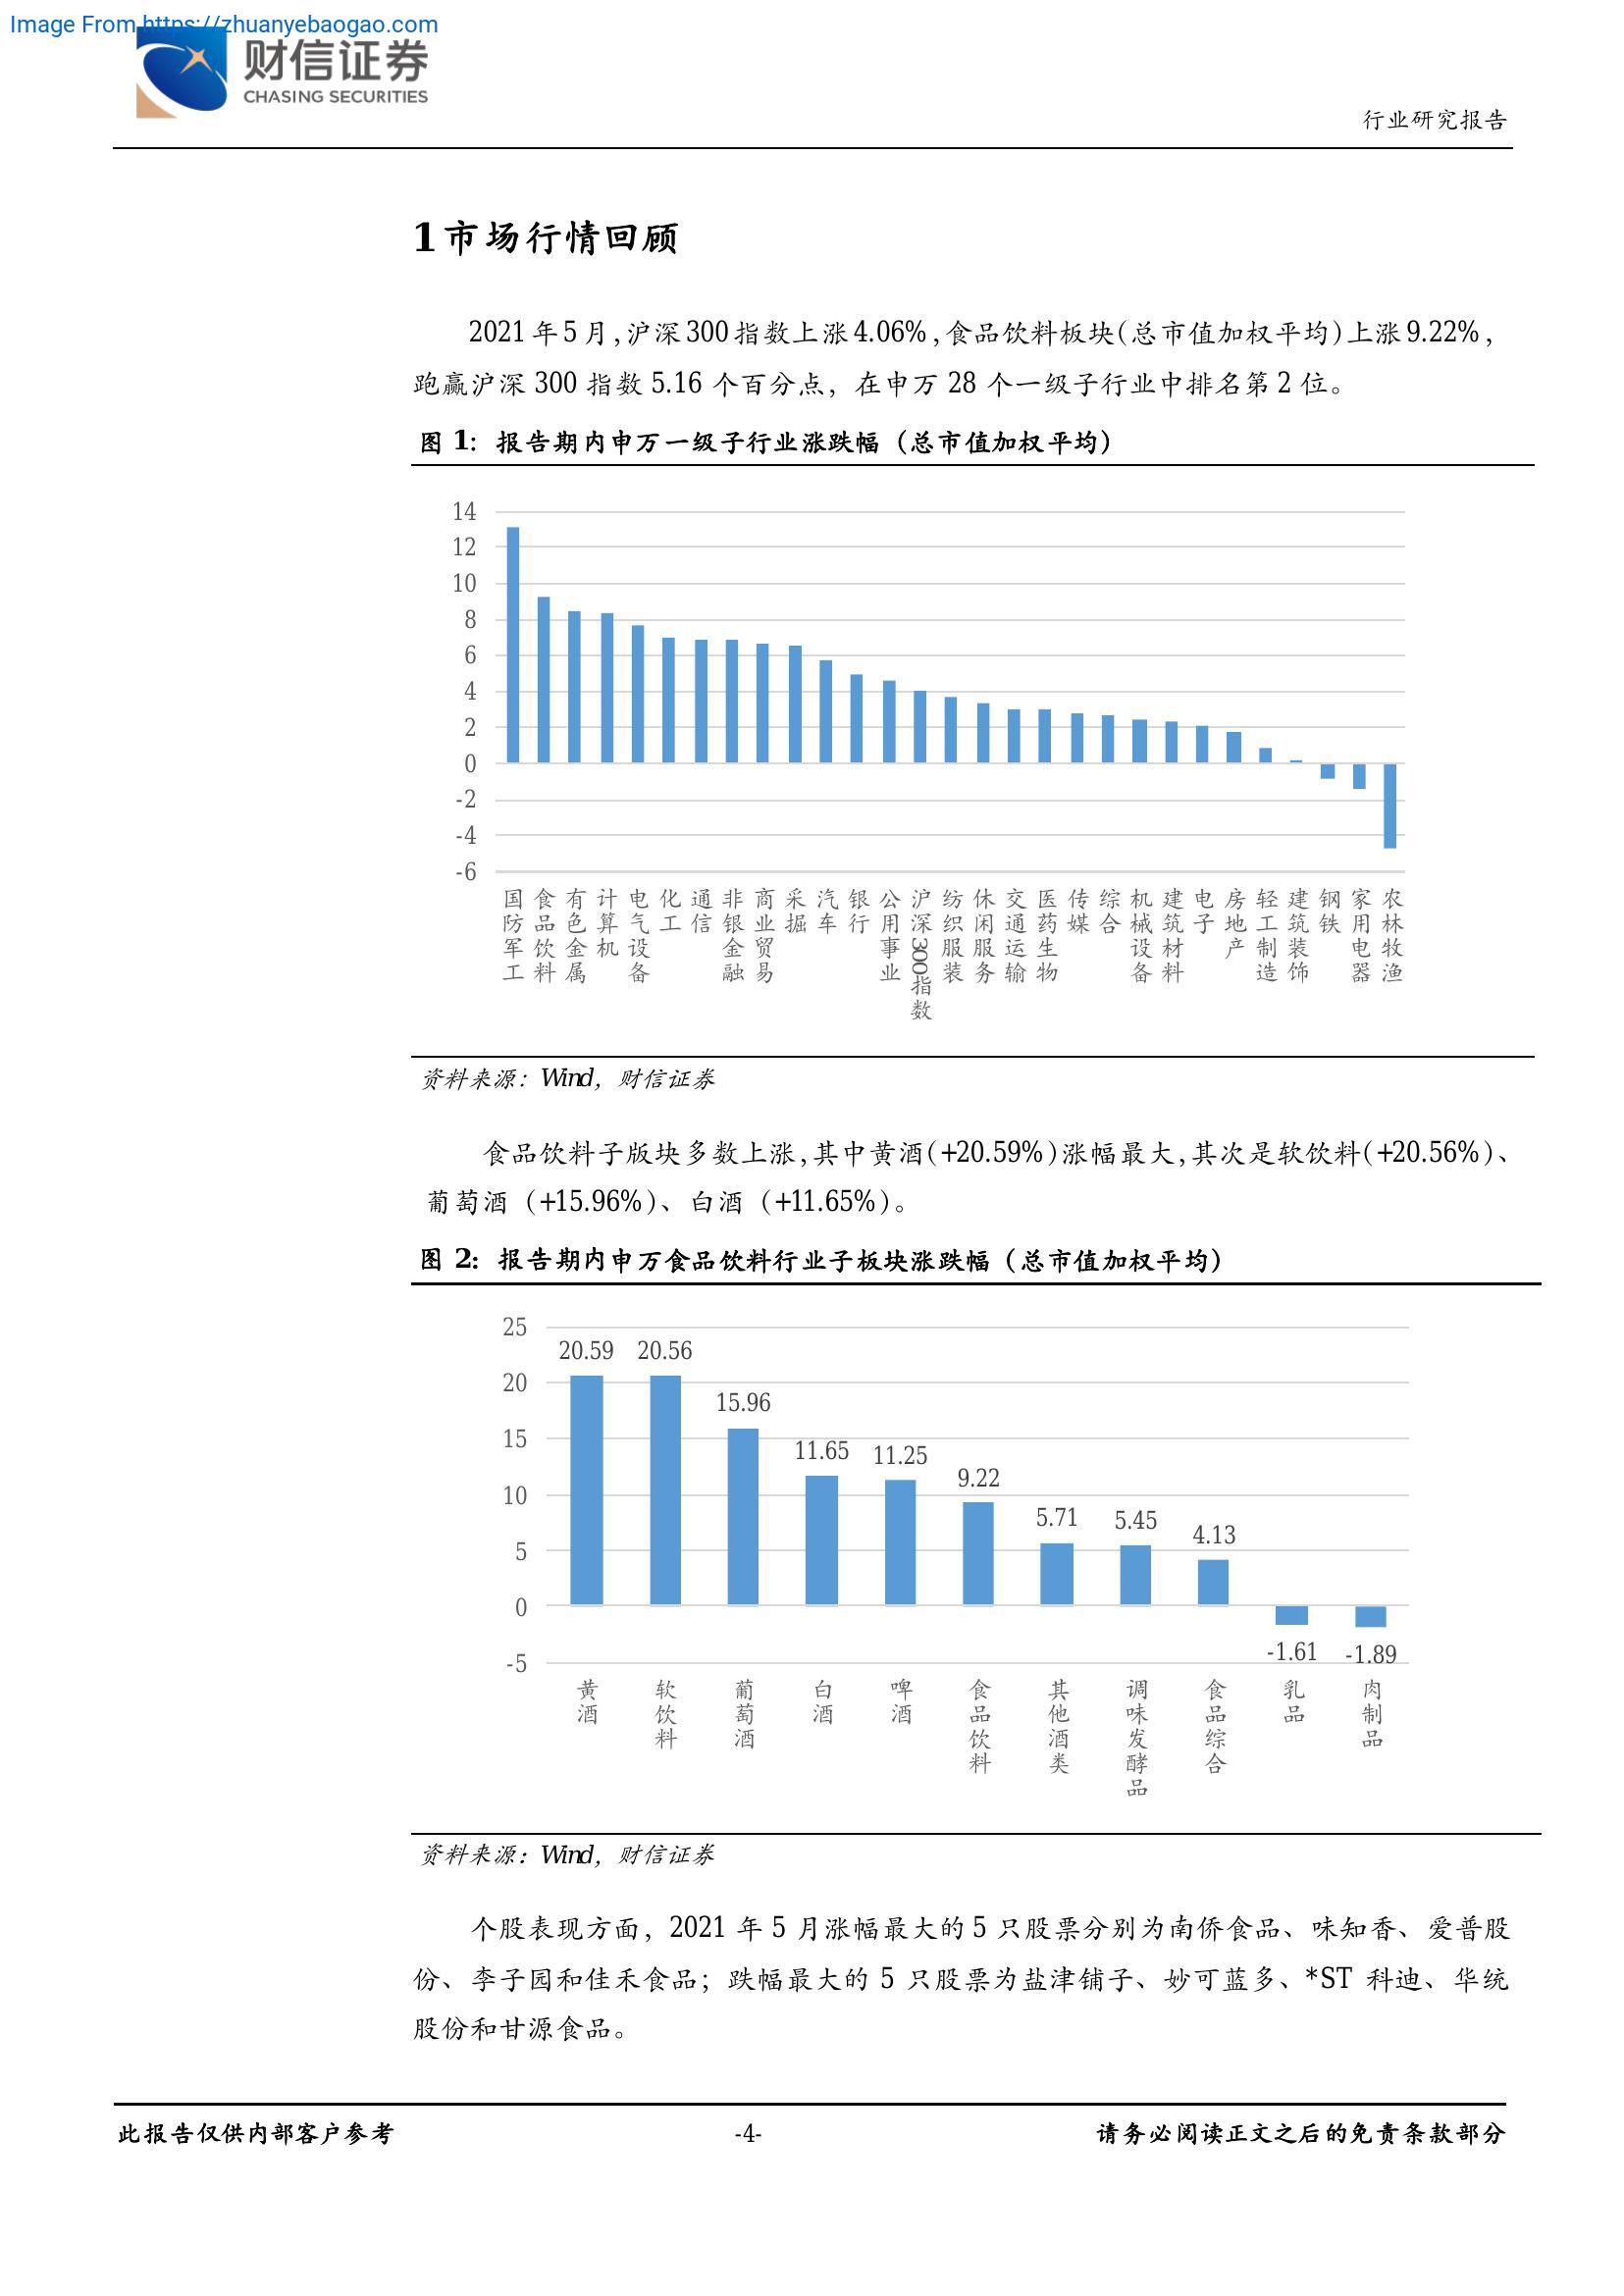 Image From https://zhuanyebaogao.com
财信证券
CHASING SECURITIES
行业研究报告
1市场行情回顾
2021年5月,沪深300指数上涨4.06%,食品饮料板块(总市值加权平均)上涨9.22%,
跑赢沪深 300 指数 5.16 个百分点，在申万 28 个一级子行业中排名第 2 位。
图 1：报告期内申万一级子行业涨跌幅（总市值加权平均）
14
12
10
8
6
4
2
0
-2
-4
-6
国防军工
食品饮料
有色金属
计算机
电气设备
化工
通信
非银金融
商业贸易
采掘
汽车
银行
公用事业
沪深300指数
纺织服装
休闲服务
交通运输
医药生物
传媒
综合
机械设备
建筑材料
电子
房地产
轻工制造
建筑装饰
钢铁
家用电器
农林牧渔
资料来源：Wind，财信证券
食品饮料子版块多数上涨,其中黄酒(+20.59%)涨幅最大,其次是软饮料(+20.56%)、
葡萄酒（+15.96%）、白酒（+11.65%）。
图 2：报告期内申万食品饮料行业子板块涨跌幅（总市值加权平均）
25
20
15
10
5
0
-5
20.59
20.56
15.96
11.65
11.25
9.22
5.71
5.45
4.13
-1.61
-1.89
黄酒
软饮料
葡萄酒
白酒
啤酒
食品饮料
其他酒类
调味发酵品
食品综合
乳品
肉制品
资料来源：Wind，财信证券
个股表现方面，2021 年 5 月涨幅最大的 5 只股票分别为南侨食品、味知香、爱普股
份、李子园和佳禾食品；跌幅最大的 5 只股票为盐津铺子、妙可蓝多、*ST 科迪、华统
股份和甘源食品。
此报告仅供内部客户参考
-4-
请务必阅读正文之后的免责条款部分